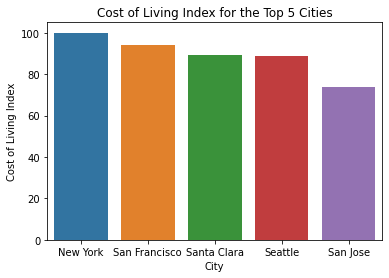 Cost of Living Index for the Top 5 Cities
100
80
60
40
20
0
Cost of Living Index
New York San Francisco Santa Clara Seattle San Jose
City